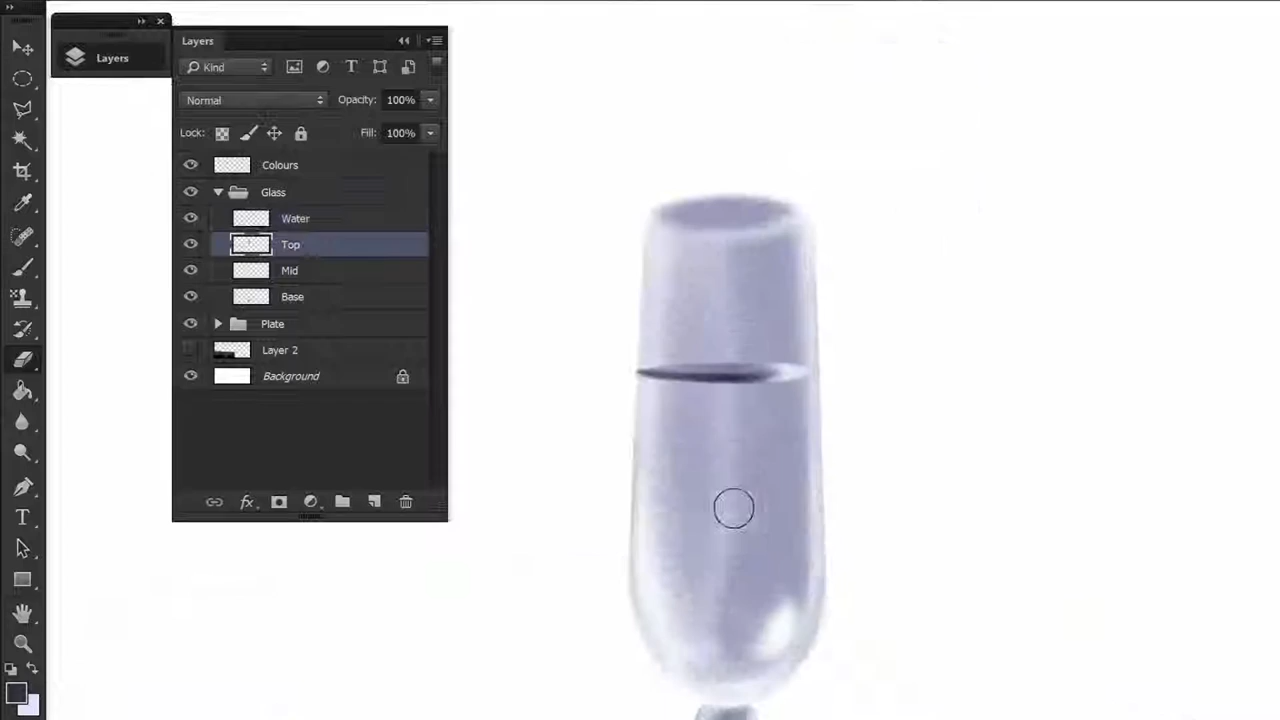 Layers
Layers
Kind
Normal Opacity: 100%
Lock: Fill: 100%
Colours
Glass
Water
Top
Mid
Base
Plate
Layer 2
Background